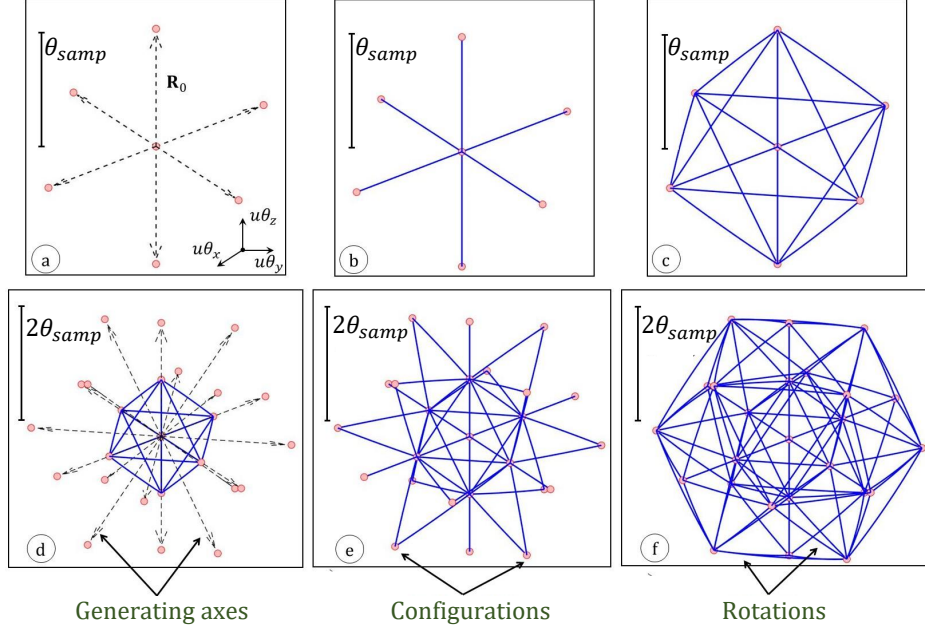 θsamp
R0
uθz
uθx
uθy
a
θsamp
b
θsamp
c
2θsamp
d
2θsamp
e
2θsamp
f
Generating axes
Configurations
Rotations